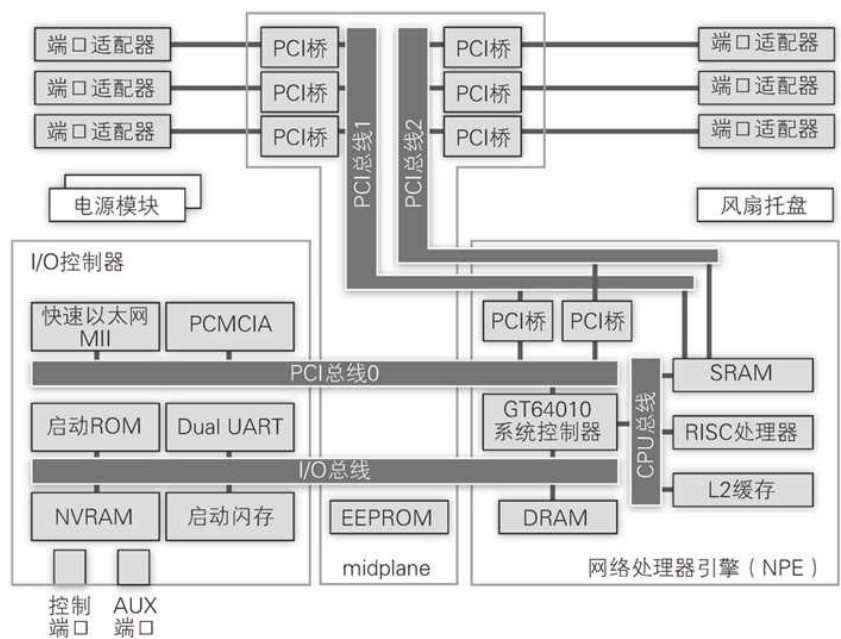 端口适配器
PCI桥
PCI桥
端口适配器
端口适配器
PCI桥
PCI桥
端口适配器
端口适配器
PCI桥
PCI桥
端口适配器
PCI总线1
PCI总线2
电源模块
风扇托盘
I/O控制器
快速以太网
MII
PCMCIA
PCI桥
PCI桥
PCI总线0
SRAM
启动ROM
Dual UART
GT64010
系统控制器
CPU总线
RISC处理器
I/O总线
L2缓存
NVRAM
启动闪存
EEPROM
DRAM
midplane
网络处理器引擎（NPE）
控制
端口
AUX
端口